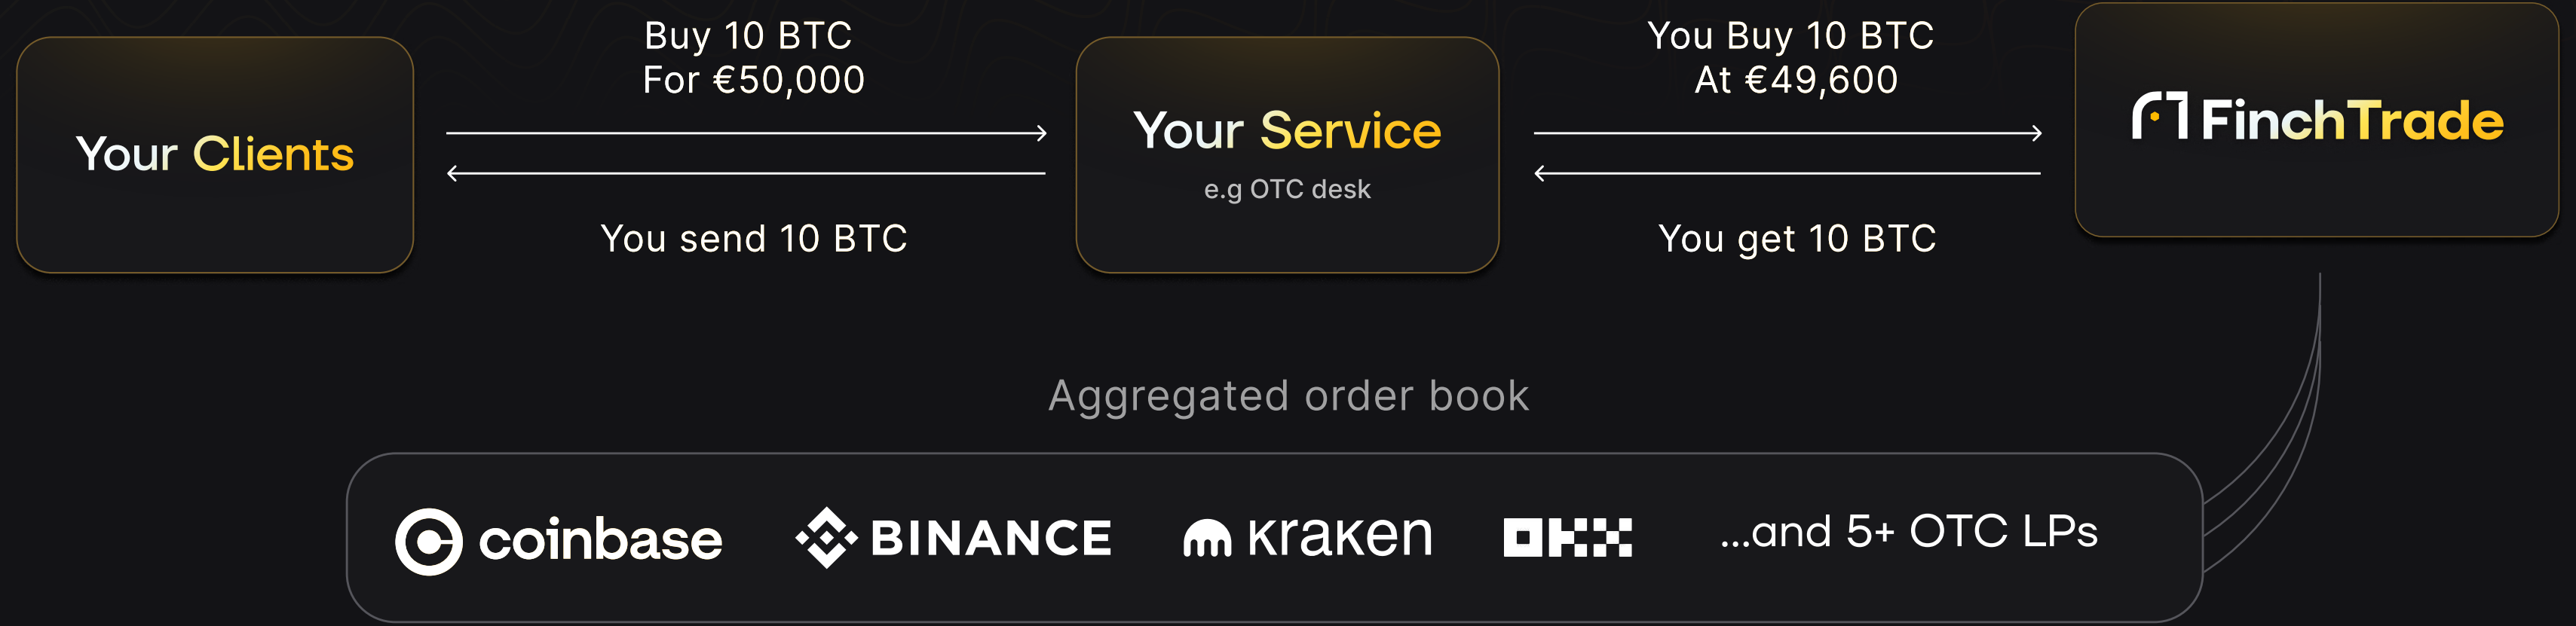 Your Clients
Buy 10 BTC
For €50,000
You send 10 BTC
Your Service
e.g OTC desk
You Buy 10 BTC
At €49,600
You get 10 BTC
FinchTrade
Aggregated order book
coinbase
BINANCE
kraken
OKX
...and 5+ OTC LPs